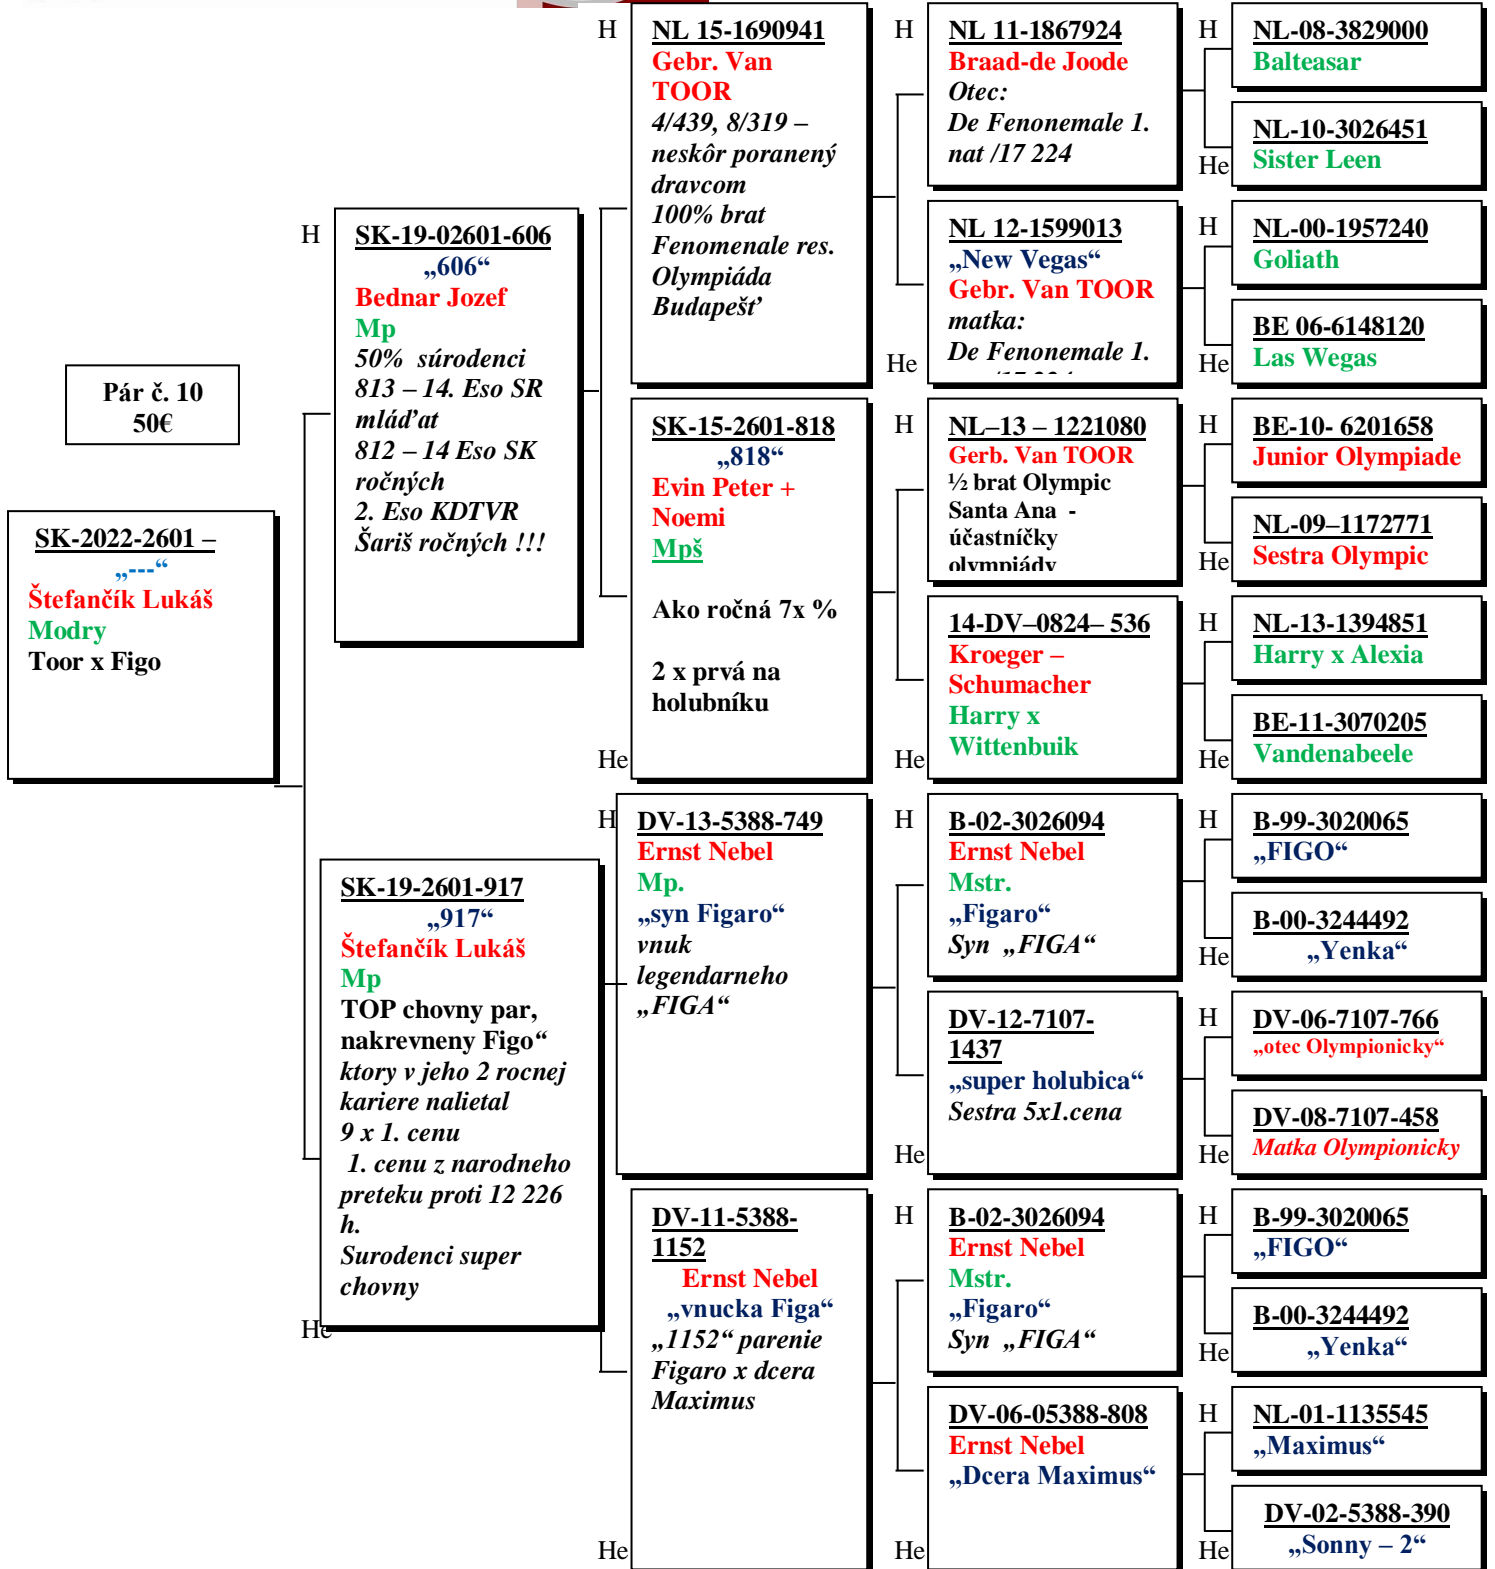 Pár č. 10
50€
SK-2022-2601 –
„---“
Štefančík Lukáš
Modry
Toor x Figo
H
SK-19-02601-606
„606“
Bednar Jozef
Mp
50% súrodenci
813 – 14. Eso SR
mláďat
812 – 14 Eso SK
ročných
2. Eso KDTVR
Šariš ročných !!!
He
SK-19-2601-917
„917“
Štefančík Lukáš
Mp
TOP chovny par,
nakrevneny Figo“
ktory v jeho 2 rocnej
kariere nalietal
9 x 1. cenu
1. cenu z narodneho
preteku proti 12 226
h.
Surodenci super
chovny
H
NL 15-1690941
Gebr. Van
TOOR
4/439, 8/319 –
neskôr poranený
dravcom
100% brat
Fenomenale res.
Olympiáda
Budapešť
He
SK-15-2601-818
„818“
Evin Peter +
Noemi
Mpš
Ako ročná 7x %
2 x prvá na
holubníku
H
DV-13-5388-749
Ernst Nebel
Mp.
„syn Figaro“
vnuk
legendarneho
„FIGA“
He
DV-11-5388-
1152
Ernst Nebel
„vnucka Figa“
„1152“ parenie
Figaro x dcera
Maximus
H
NL 11-1867924
Braad-de Joode
Otec:
De Fenonemale 1.
nat /17 224
He
NL 12-1599013
„New Vegas“
Gebr. Van TOOR
matka:
De Fenonemale 1.
H
NL–13 – 1221080
Gerb. Van TOOR
½ brat Olympic
Santa Ana -
účastníčky
olympiády
He
14-DV–0824– 536
Kroeger –
Schumacher
Harry x
Wittenbuik
H
B-02-3026094
Ernst Nebel
Mstr.
„Figaro“
Syn „FIGA“
He
DV-12-7107-
1437
„super holubica“
Sestra 5x1.cena
H
B-02-3026094
Ernst Nebel
Mstr.
„Figaro“
Syn „FIGA“
He
DV-06-05388-808
Ernst Nebel
„Dcera Maximus“
H
NL-08-3829000
Balteasar
He
NL-10-3026451
Sister Leen
H
NL-00-1957240
Goliath
He
BE 06-6148120
Las Wegas
H
BE-10- 6201658
Junior Olympiade
He
NL-09–1172771
Sestra Olympic
H
NL-13-1394851
Harry x Alexia
He
BE-11-3070205
Vandenabeele
H
B-99-3020065
„FIGO“
He
B-00-3244492
„Yenka“
H
DV-06-7107-766
„otec Olympionicky“
He
DV-08-7107-458
Matka Olympionicky
H
B-99-3020065
„FIGO“
He
B-00-3244492
„Yenka“
H
NL-01-1135545
„Maximus“
He
DV-02-5388-390
„Sonny – 2“